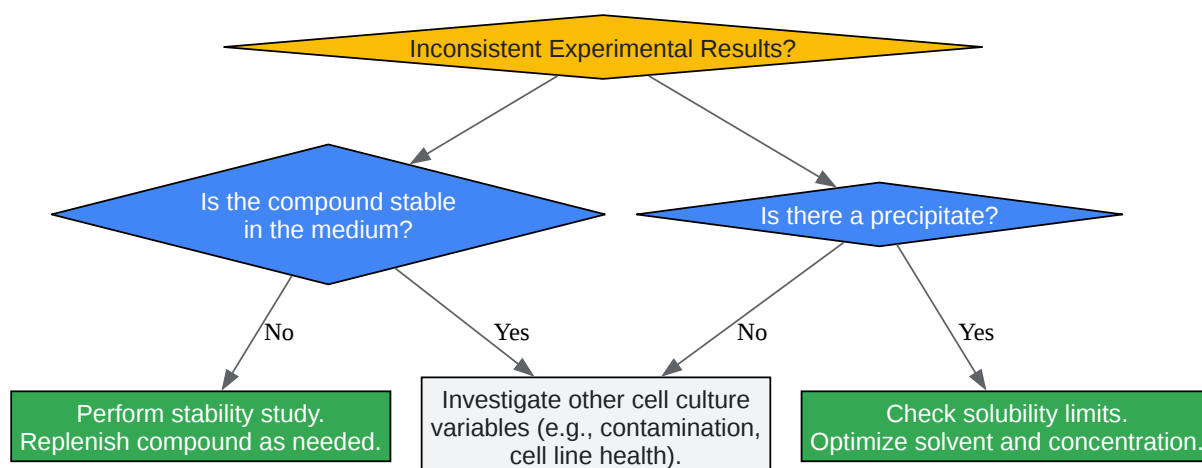 Inconsistent Experimental Results?
Is the compound stable
in the medium?
Is there a precipitate?
No
Yes
No
Yes
Perform stability study.
Replenish compound as needed.
Investigate other cell culture
variables (e.g., contamination,
cell line health).
Check solubility limits.
Optimize solvent and concentration.